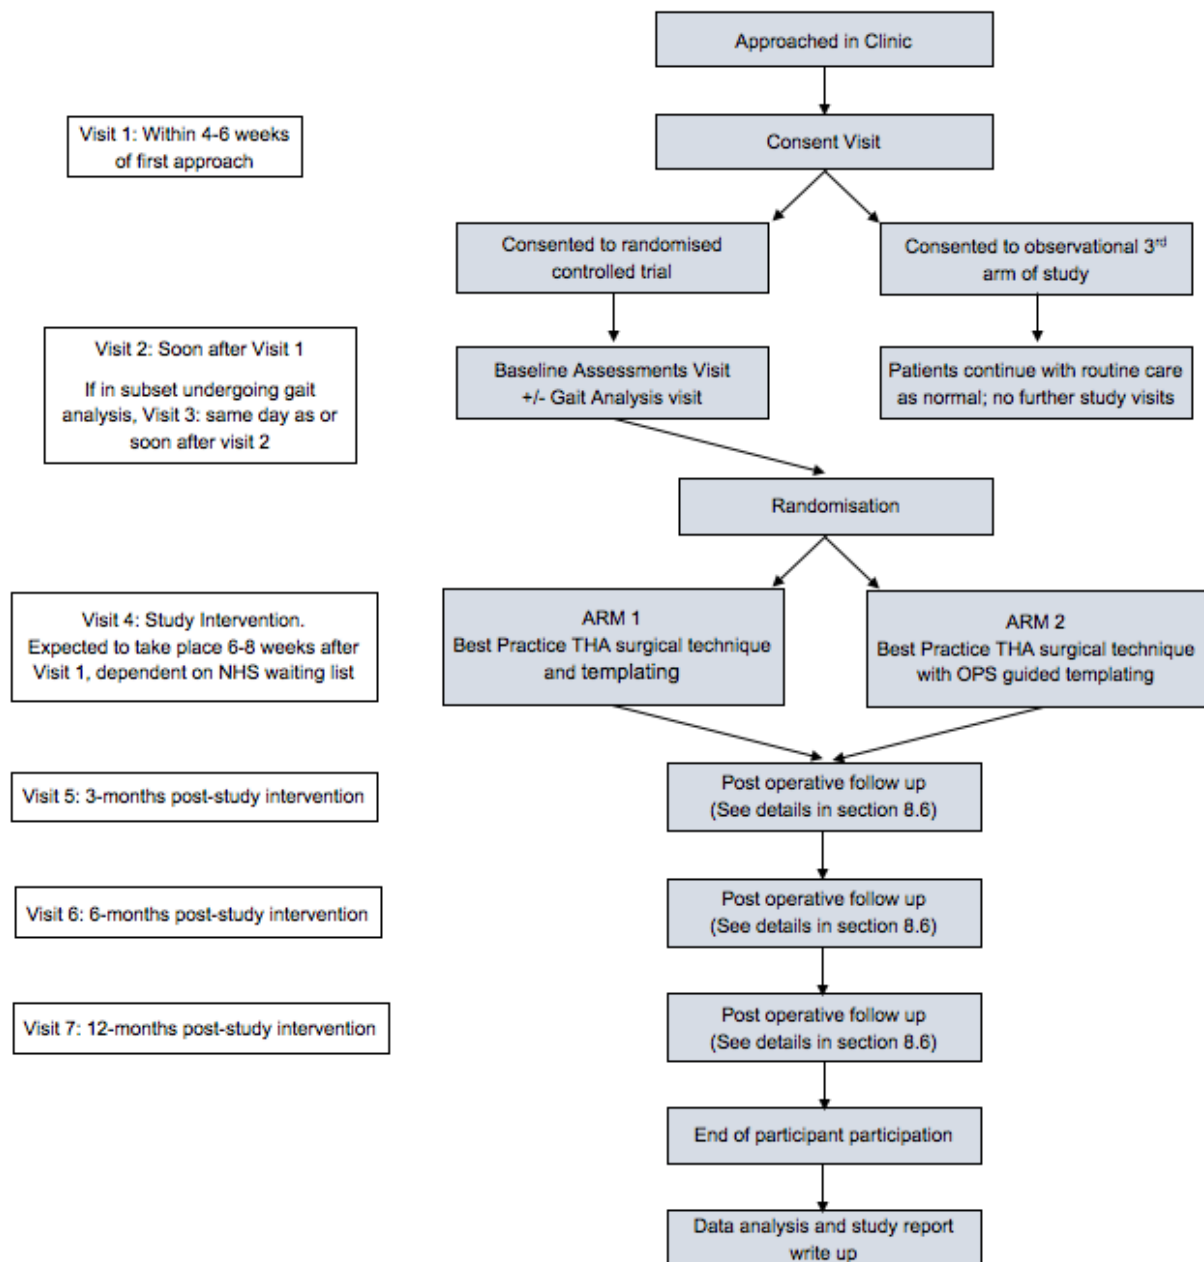 Approached in Clinic
Visit 1: Within 4-6 weeks
of first approach
Consent Visit
Consented to randomised
controlled trial
Consented to observational 3rd
arm of study
Visit 2: Soon after Visit 1
If in subset undergoing gait
analysis, Visit 3: same day as or
soon after visit 2
Baseline Assessments Visit
+/- Gait Analysis visit
Patients continue with routine care
as normal; no further study visits
Randomisation
Visit 4: Study Intervention.
Expected to take place 6-8 weeks after
Visit 1, dependent on NHS waiting list
ARM 1
Best Practice THA surgical technique
and templating
ARM 2
Best Practice THA surgical technique
with OPS guided templating
Visit 5: 3-months post-study intervention
Post operative follow up
(See details in section 8.6)
Visit 6: 6-months post-study intervention
Post operative follow up
(See details in section 8.6)
Visit 7: 12-months post-study intervention
Post operative follow up
(See details in section 8.6)
End of participant participation
Data analysis and study report
write up